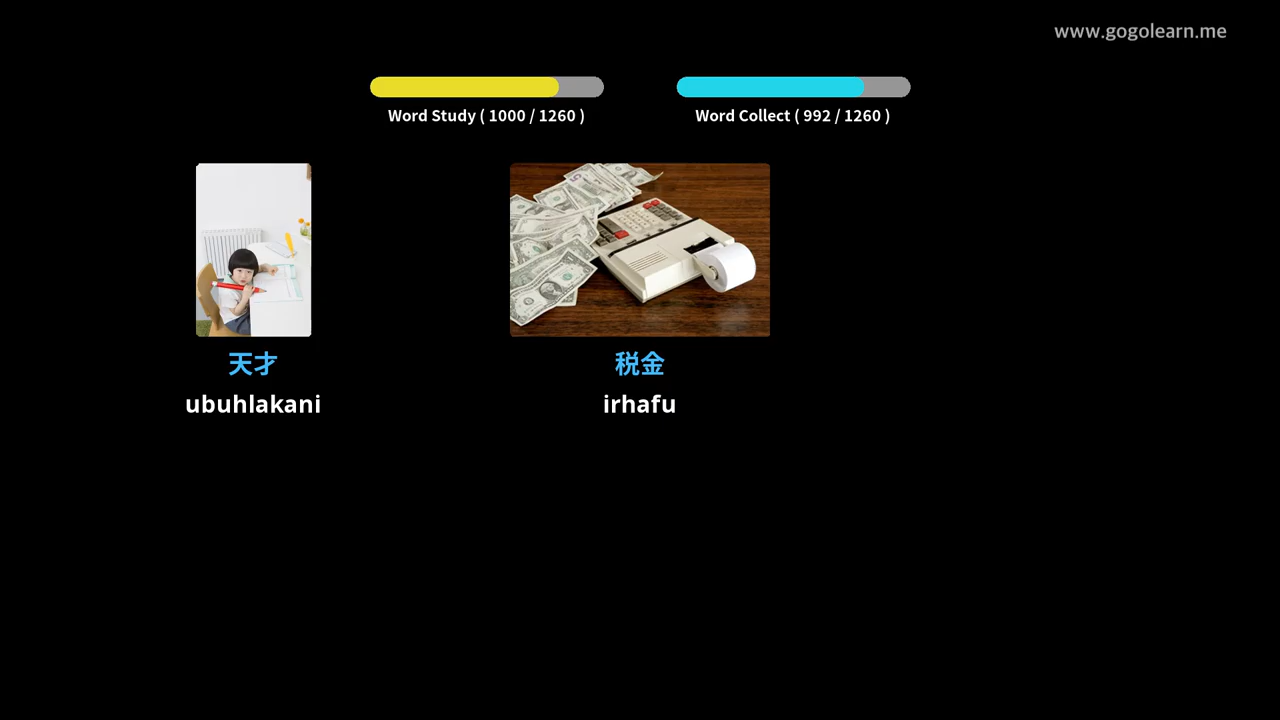 www.gogolearn.me
Word Study ( 1000 / 1260 )
Word Collect ( 992 / 1260 )
天才
ubuhlakani
税金
irhafu